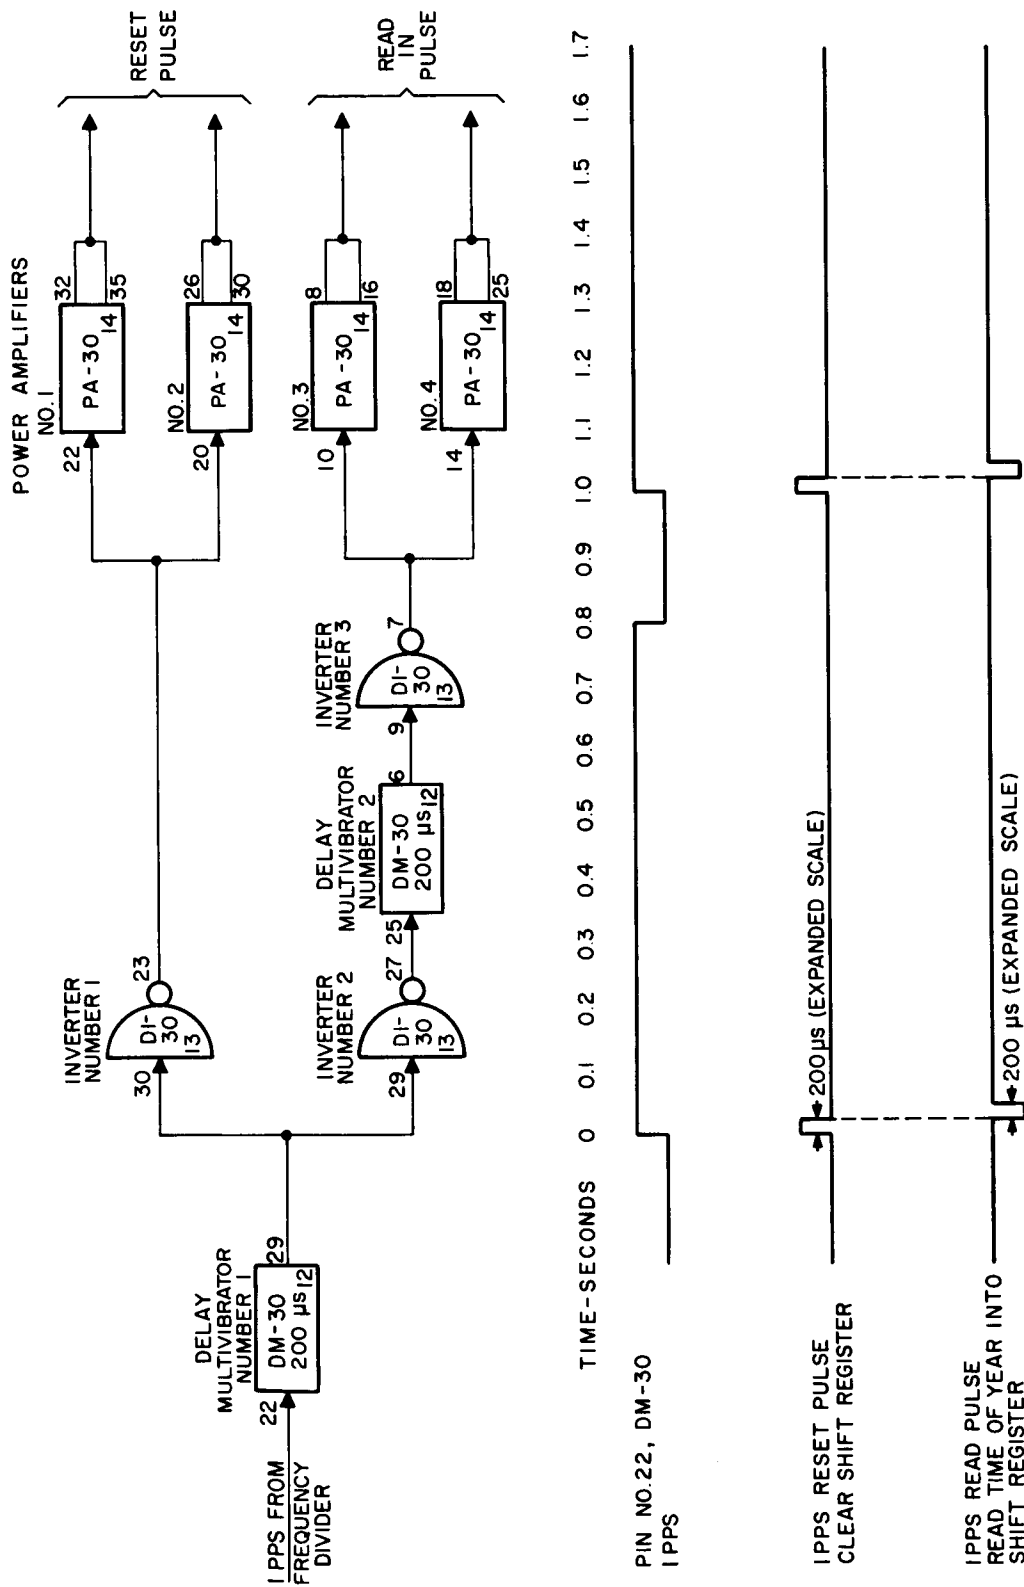 POWER AMPLIFIERS
DELAY
MULTIVIBRATOR
NUMBER 1
1 PPS FROM
FREQUENCY
DIVIDER
22
DM-30
200 µs
12
29
INVERTER
NUMBER 1
30
DI-
30
13
23
INVERTER
NUMBER 2
29
DI-
30
13
27
DELAY
MULTIVIBRATOR
NUMBER 2
25
DM-30
200 µs
12
6
INVERTER
NUMBER 3
9
DI-
30
13
7
NO. 1
22
PA-30
14
32
35
NO. 2
20
PA-30
14
26
30
RESET
PULSE
NO. 3
10
PA-30
14
8
16
NO. 4
14
PA-30
14
18
25
READ
IN
PULSE
TIME-SECONDS 0 0.1 0.2 0.3 0.4 0.5 0.6 0.7 0.8 0.9 1.0 1.1 1.2 1.3 1.4 1.5 1.6 1.7
PIN NO.22, DM-30
1 PPS
1 PPS RESET PULSE
CLEAR SHIFT REGISTER
200 µs (EXPANDED SCALE)
1 PPS READ PULSE
READ TIME OF YEAR INTO
SHIFT REGISTER
200 µs (EXPANDED SCALE)